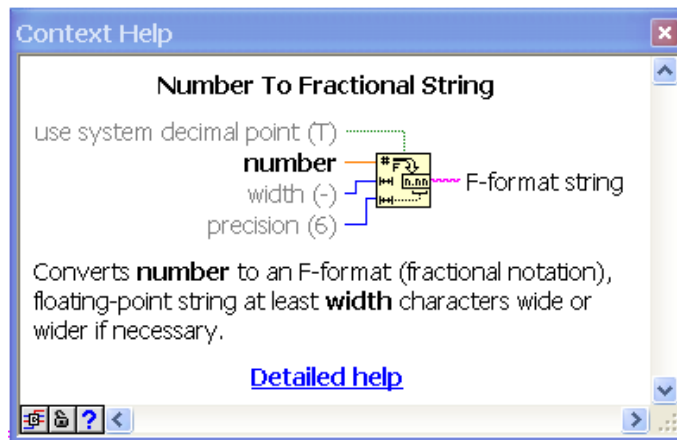 Context Help
Number To Fractional String
use system decimal point (T)
number
width (-)
precision (6)
#
F
n.nn
F-format string
Converts number to an F-format (fractional notation),
floating-point string at least width characters wide or
wider if necessary.
Detailed help
?